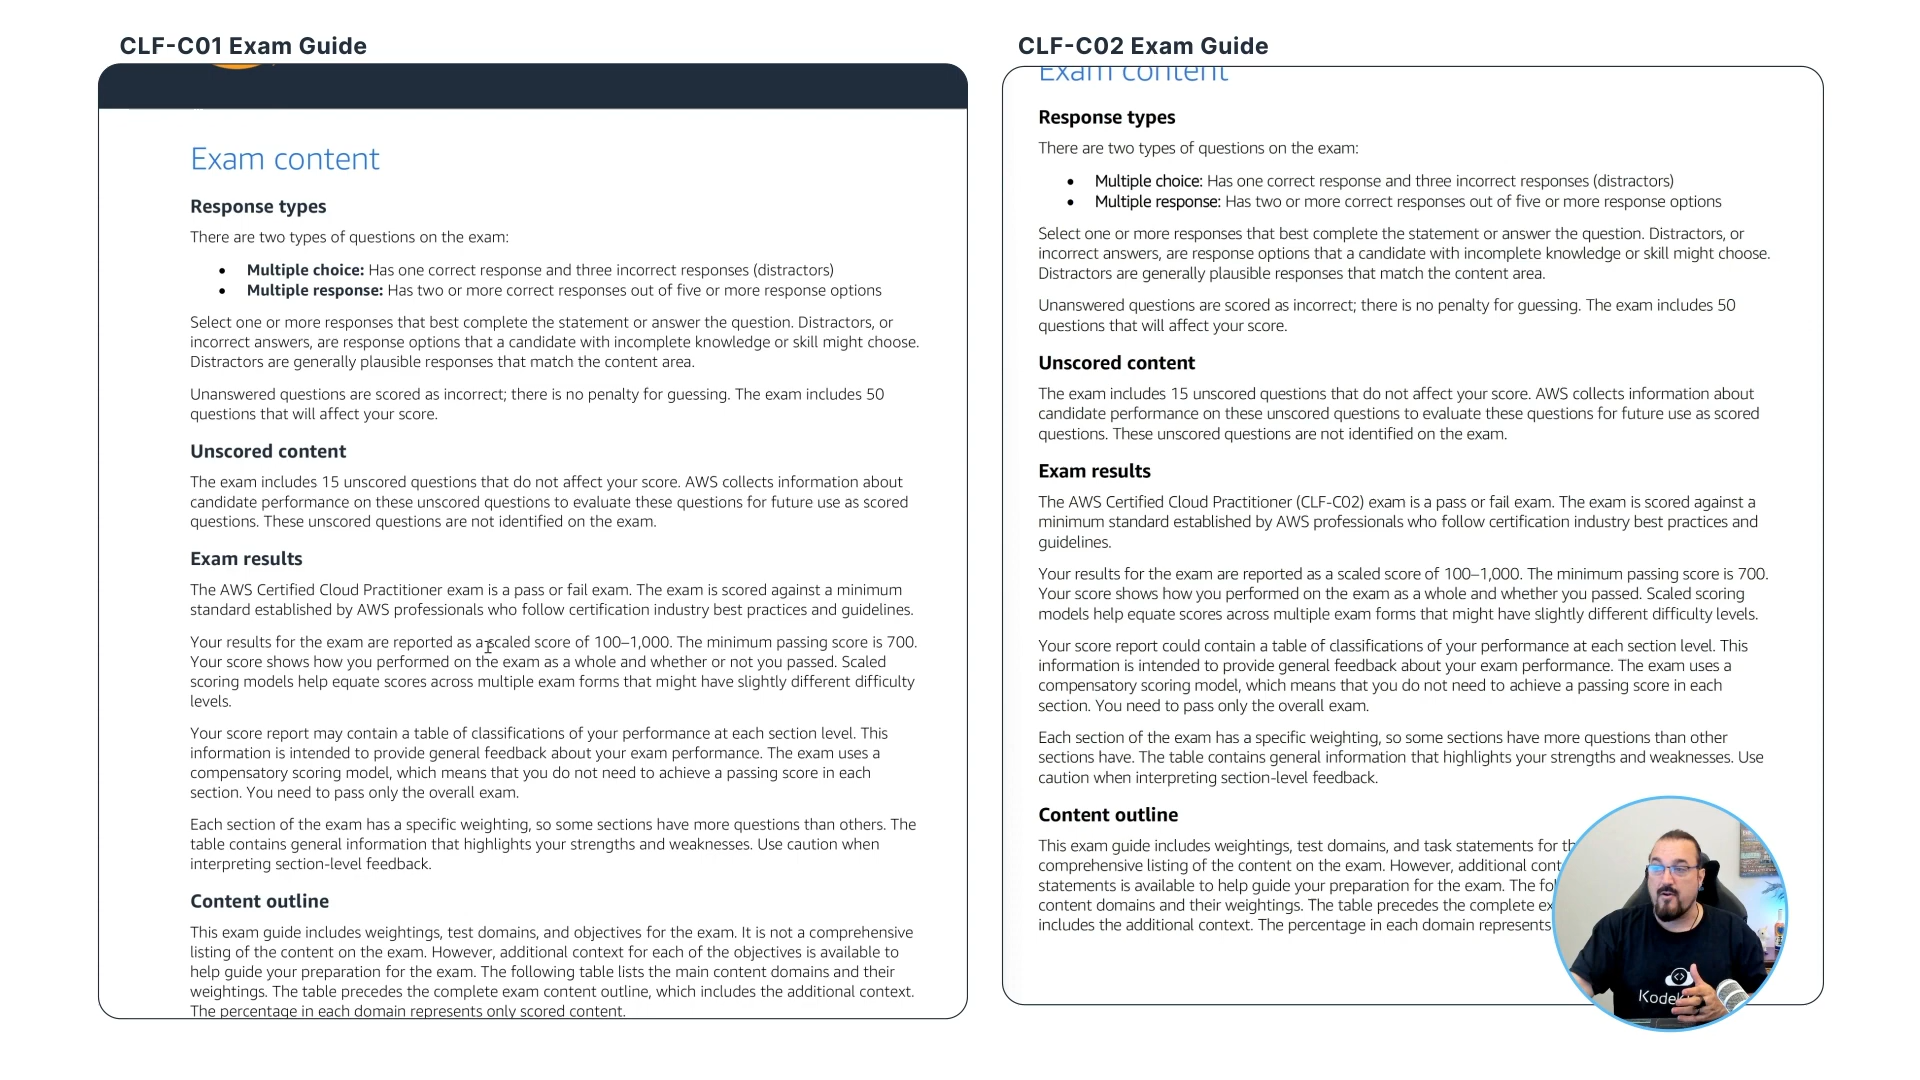 CLF-C01 Exam Guide
Exam content
Response types
There are two types of questions on the exam:
• Multiple choice: Has one correct response and three incorrect responses (distractors)
• Multiple response: Has two or more correct responses out of five or more response options
Select one or more responses that best complete the statement or answer the question. Distractors, or
incorrect answers, are response options that a candidate with incomplete knowledge or skill might choose.
Distractors are generally plausible responses that match the content area.
Unanswered questions are scored as incorrect; there is no penalty for guessing. The exam includes 50
questions that will affect your score.
Unscored content
The exam includes 15 unscored questions that do not affect your score. AWS collects information about
candidate performance on these unscored questions to evaluate these questions for future use as scored
questions. These unscored questions are not identified on the exam.
Exam results
The AWS Certified Cloud Practitioner exam is a pass or fail exam. The exam is scored against a minimum
standard established by AWS professionals who follow certification industry best practices and guidelines.
Your results for the exam are reported as a scaled score of 100–1,000. The minimum passing score is 700.
Your score shows how you performed on the exam as a whole and whether or not you passed. Scaled
scoring models help equate scores across multiple exam forms that might have slightly different difficulty
levels.
Your score report may contain a table of classifications of your performance at each section level. This
information is intended to provide general feedback about your exam performance. The exam uses a
compensatory scoring model, which means that you do not need to achieve a passing score in each
section. You need to pass only the overall exam.
Each section of the exam has a specific weighting, so some sections have more questions than others. The
table contains general information that highlights your strengths and weaknesses. Use caution when
interpreting section-level feedback.
Content outline
This exam guide includes weightings, test domains, and objectives for the exam. It is not a comprehensive
listing of the content on the exam. However, additional context for each of the objectives is available to
help guide your preparation for the exam. The following table lists the main content domains and their
weightings. The table precedes the complete exam content outline, which includes the additional context.
The percentage in each domain represents only scored content.
CLF-C02 Exam Guide
Exam content
Response types
There are two types of questions on the exam:
• Multiple choice: Has one correct response and three incorrect responses (distractors)
• Multiple response: Has two or more correct responses out of five or more response options
Select one or more responses that best complete the statement or answer the question. Distractors, or
incorrect answers, are response options that a candidate with incomplete knowledge or skill might choose.
Distractors are generally plausible responses that match the content area.
Unanswered questions are scored as incorrect; there is no penalty for guessing. The exam includes 50
questions that will affect your score.
Unscored content
The exam includes 15 unscored questions that do not affect your score. AWS collects information about
candidate performance on these unscored questions to evaluate these questions for future use as scored
questions. These unscored questions are not identified on the exam.
Exam results
The AWS Certified Cloud Practitioner (CLF-C02) exam is a pass or fail exam. The exam is scored against a
minimum standard established by AWS professionals who follow certification industry best practices and
guidelines.
Your results for the exam are reported as a scaled score of 100–1,000. The minimum passing score is 700.
Your score shows how you performed on the exam as a whole and whether you passed. Scaled scoring
models help equate scores across multiple exam forms that might have slightly different difficulty levels.
Your score report could contain a table of classifications of your performance at each section level. This
information is intended to provide general feedback about your exam performance. The exam uses a
compensatory scoring model, which means that you do not need to achieve a passing score in each
section. You need to pass only the overall exam.
Each section of the exam has a specific weighting, so some sections have more questions than other
sections have. The table contains general information that highlights your strengths and weaknesses. Use
caution when interpreting section-level feedback.
Content outline
This exam guide includes weightings, test domains, and task statements for
comprehensive listing of the content on the exam. However, additional
statements is available to help guide your preparation for the exam. The
content domains and their weightings. The table precedes the complete
includes the additional context. The percentage in each domain represents